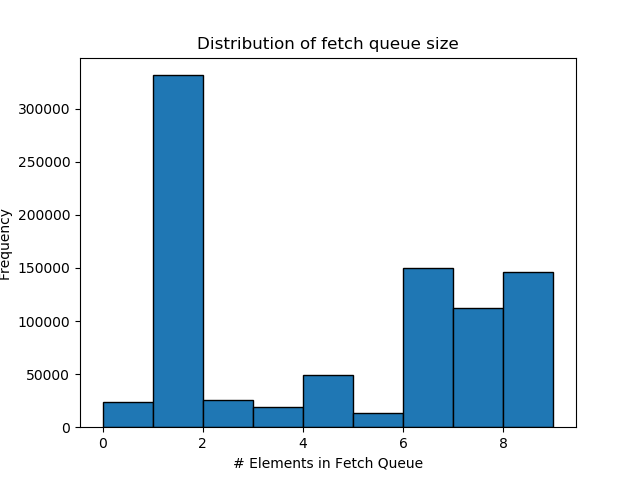 Distribution of fetch queue size
300000
250000
200000
150000
100000
50000
0
Frequency
0 2 4 6 8
# Elements in Fetch Queue